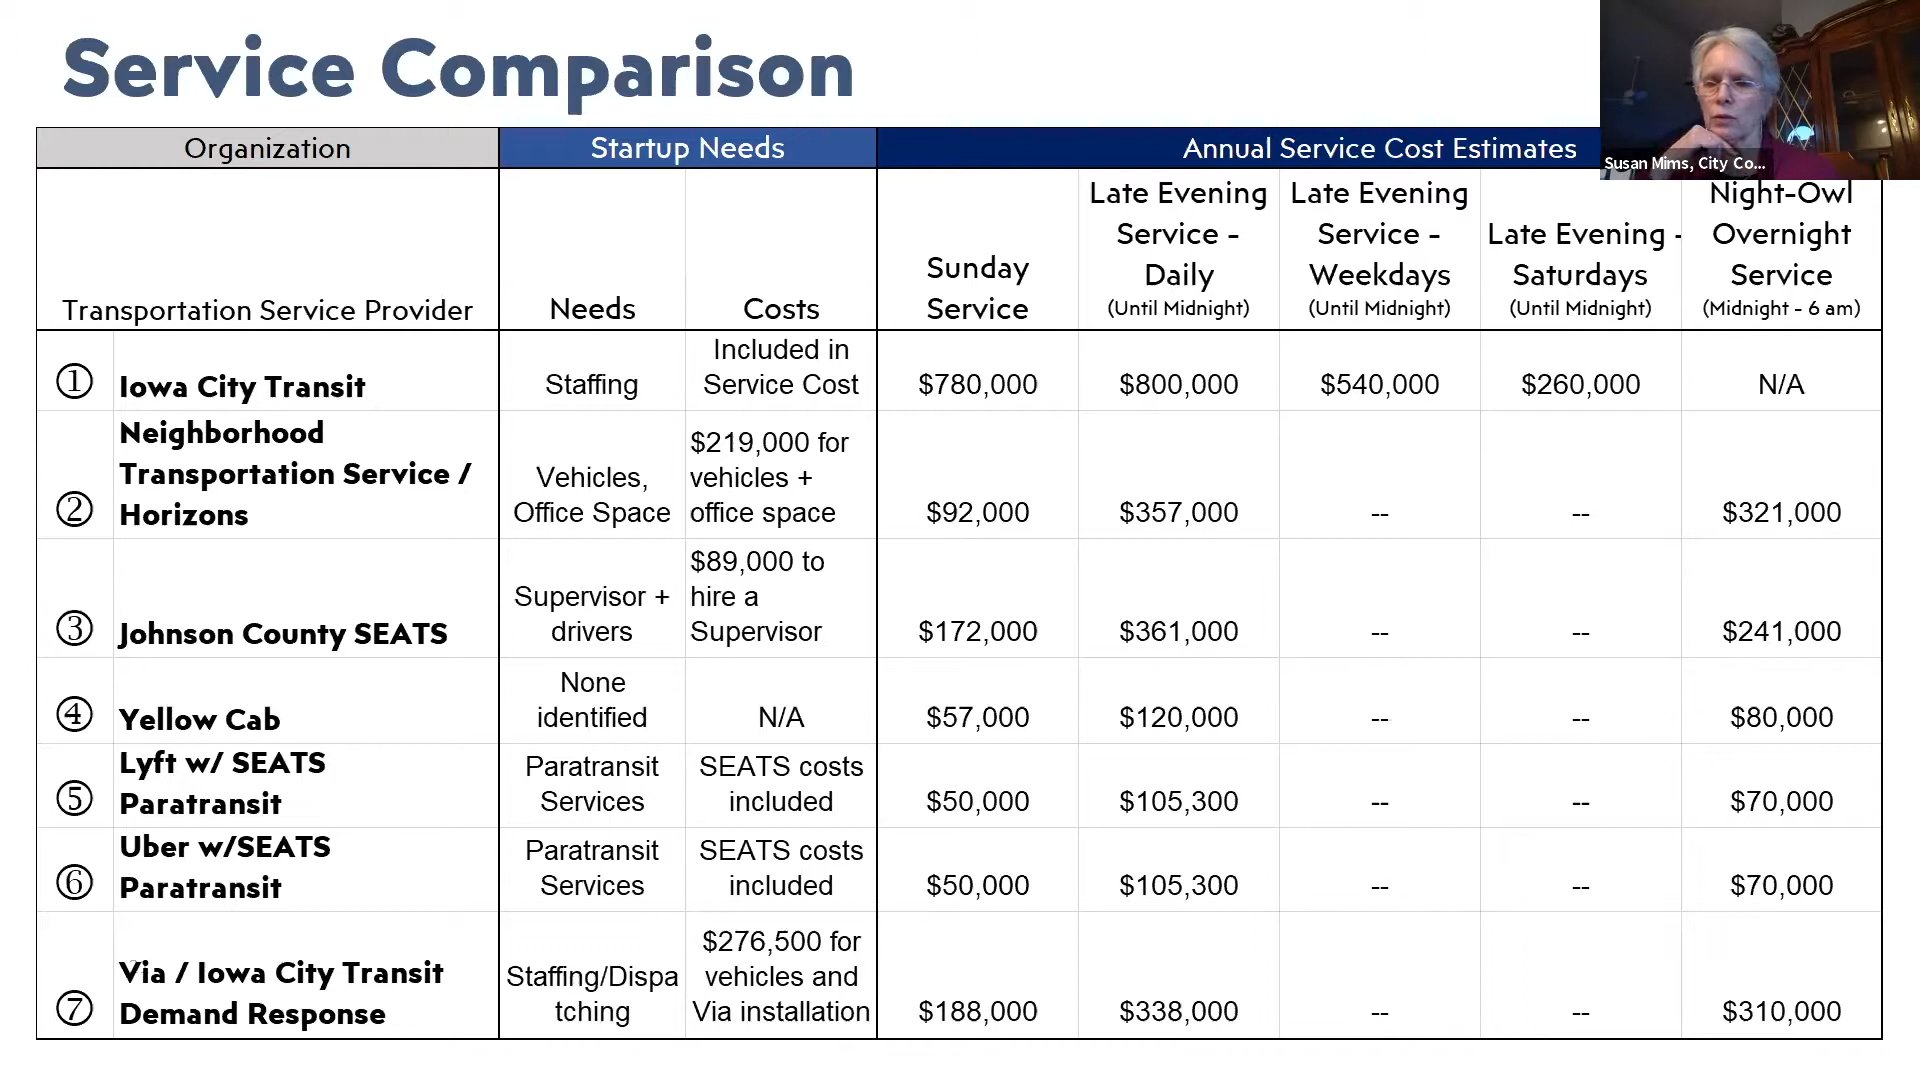 Service Comparison
Susan Mims, City Co...
Organization
Startup Needs
Annual Service Cost Estimates
Transportation Service Provider
Needs
Costs
Sunday
Service
Late Evening
Service -
Daily
(Until Midnight)
Late Evening
Service -
Weekdays
(Until Midnight)
Late Evening -
Saturdays
(Until Midnight)
Night-Owl
Overnight
Service
(Midnight - 6 am)
① Iowa City Transit
Staffing
Included in
Service Cost
$780,000
$800,000
$540,000
$260,000
N/A
② Neighborhood
Transportation Service /
Horizons
Vehicles,
Office Space
$219,000 for
vehicles +
office space
$92,000
$357,000
--
--
$321,000
③ Johnson County SEATS
Supervisor +
drivers
$89,000 to
hire a
Supervisor
$172,000
$361,000
--
--
$241,000
④ Yellow Cab
None
identified
N/A
$57,000
$120,000
--
--
$80,000
⑤ Lyft w/ SEATS
Paratransit
Paratransit
Services
SEATS costs
included
$50,000
$105,300
--
--
$70,000
⑥ Uber w/SEATS
Paratransit
Paratransit
Services
SEATS costs
included
$50,000
$105,300
--
--
$70,000
⑦ Via / Iowa City Transit
Demand Response
Staffing/Dispa
tching
$276,500 for
vehicles and
Via installation
$188,000
$338,000
--
--
$310,000